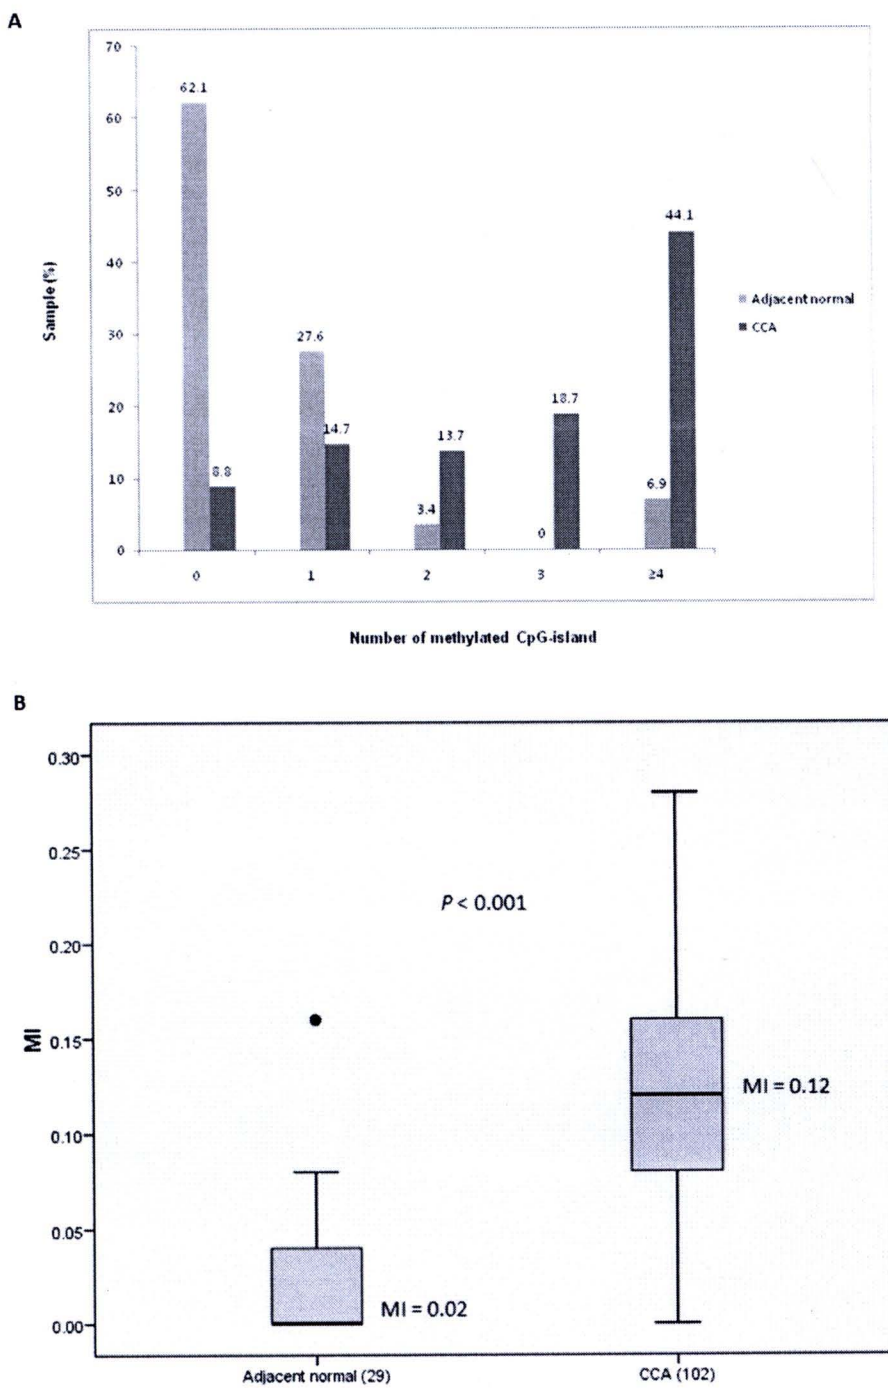 A
70
62.1
60
50
44.1
40
Sample (%)
Adjacent normal
CCA
30
27.6
20
18.7
14.7
13.7
10
8.8
6.9
3.4
0
0
0
1
2
3
≥4
Number of methylated CpG-island
B
0.30
0.25
P < 0.001
0.20
MI
0.15
MI = 0.12
0.10
0.05
MI = 0.02
0.00
Adjacent normal (29)
CCA (102)